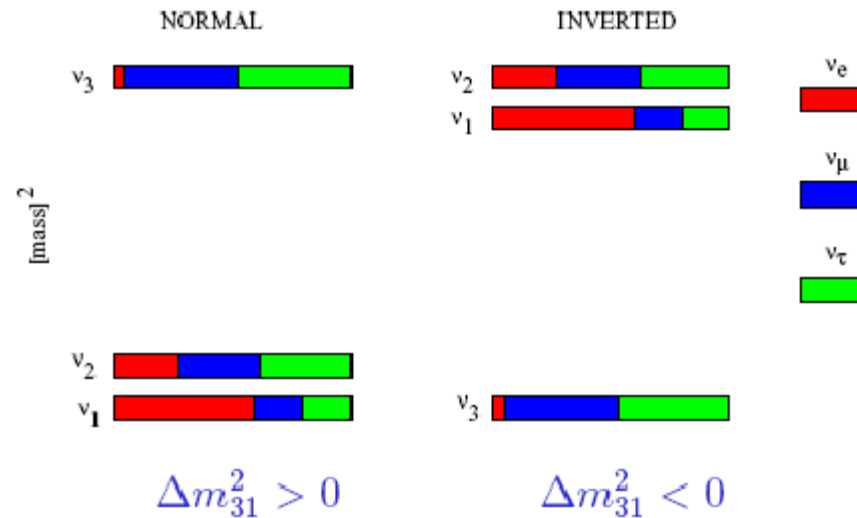 NORMAL
INVERTED
ν3
ν2
ν1
νe
νμ
ντ
[mass]²
ν2
ν1
ν3
Δm²₃₁ > 0
Δm²₃₁ < 0